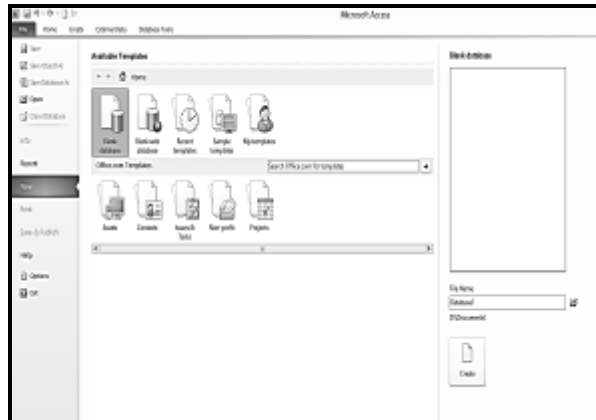 Microsoft Access
File Home Create External Data Database Tools
Save
Save Object As
Save Database As
Open
Close Database
Info
Recent
New
Print
Save & Publish
Help
Options
Exit
Available Templates
Home
Blank database
Blank web database
Recent templates
Sample templates
My templates
Office.com Templates
Search Office.com for templates
Assets
Contacts
Issues & Tasks
Non-profit
Projects
Blank database
File Name
Database1
Create